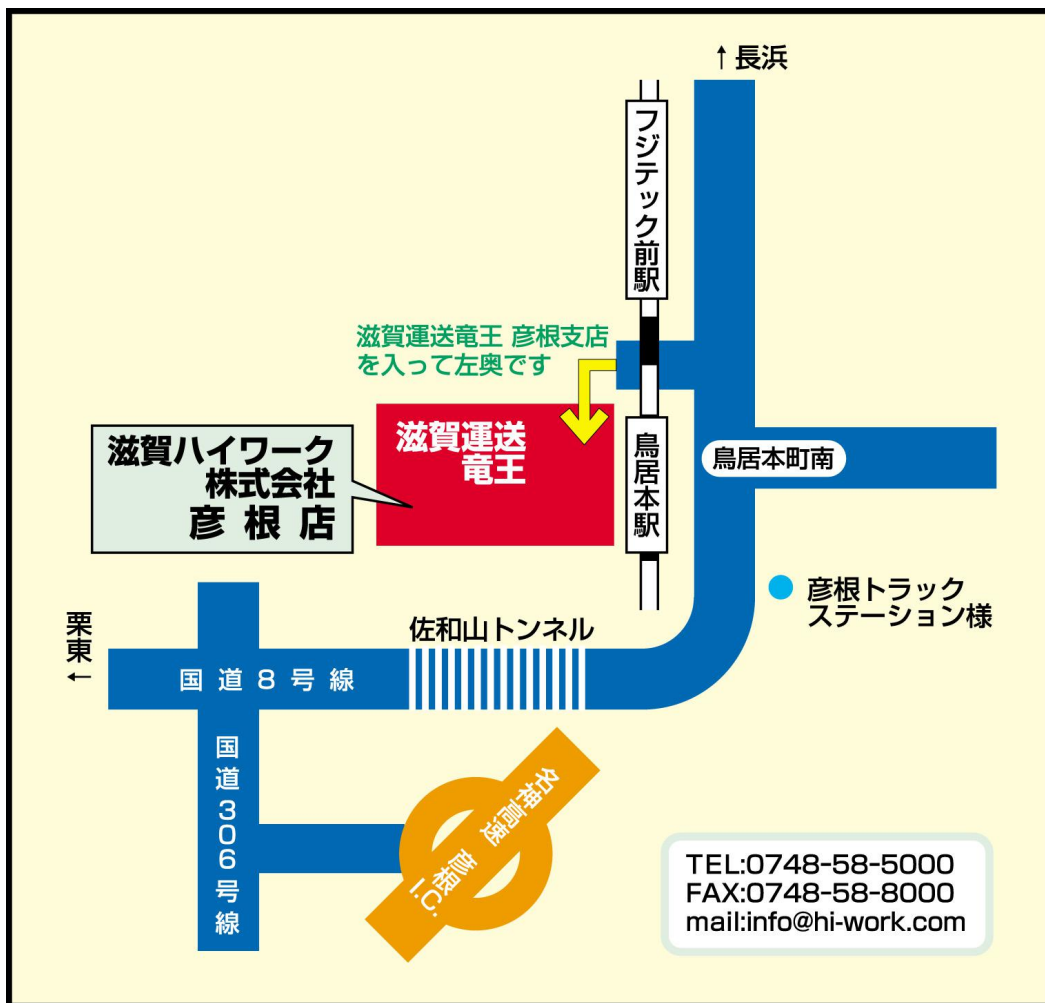 ↑長浜
フジテック前駅
滋賀運送竜王 彦根支店
を入って左奥です
滋賀運送
竜王
滋賀ハイワーク
株式会社
彦根店
鳥居本駅
鳥居本町南
彦根トラック
ステーション様
栗東←
佐和山トンネル
国道8号線
国道306号線
名神高速 彦根
I.C.
TEL:0748-58-5000
FAX:0748-58-8000
mail:info@hi-work.com